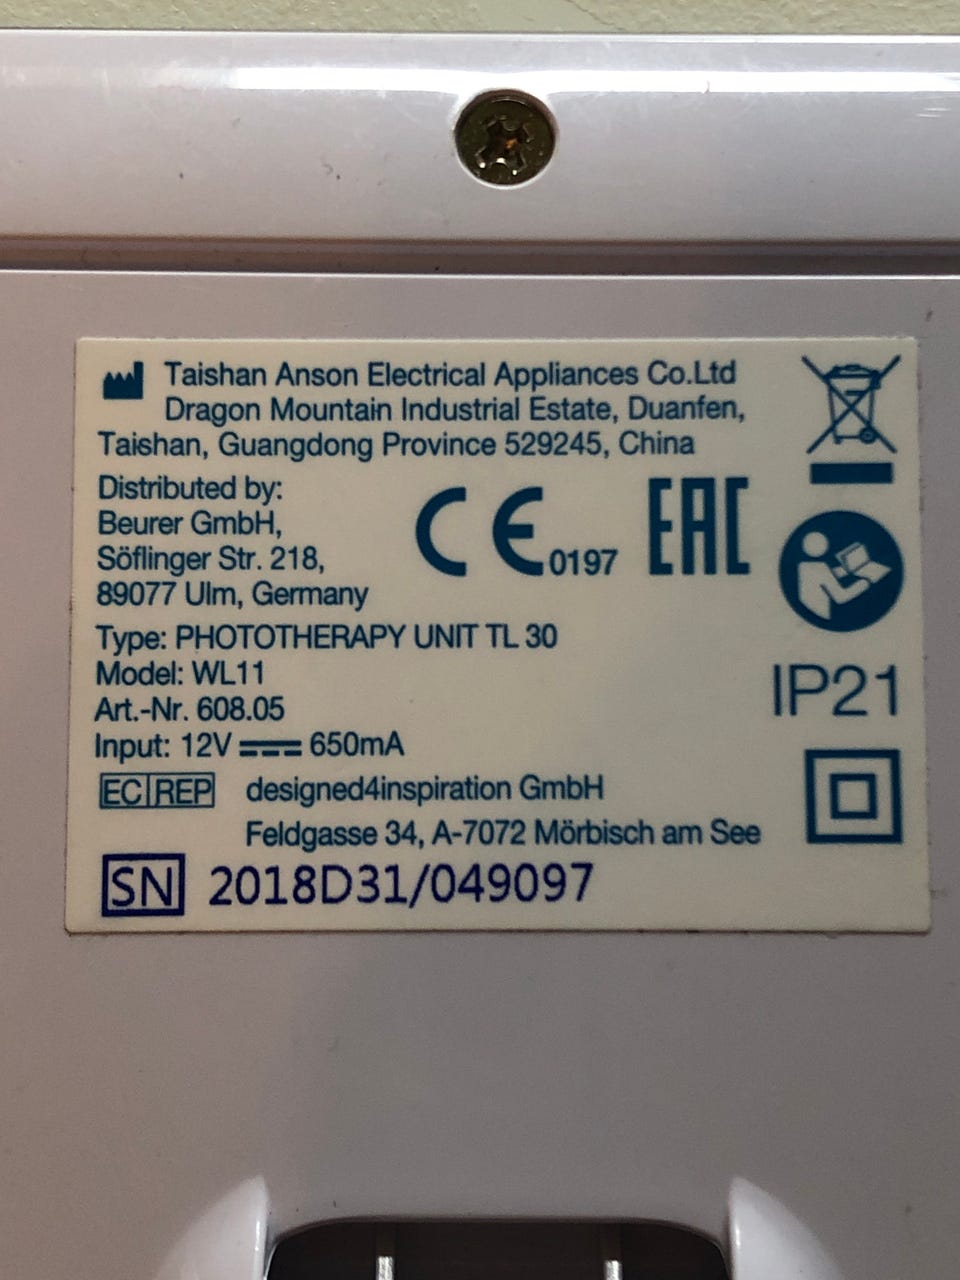 Taishan Anson Electrical Appliances Co.Ltd
Dragon Mountain Industrial Estate, Duanfen,
Taishan, Guangdong Province 529245, China
Distributed by:
Beurer GmbH,
Söflinger Str. 218,
89077 Ulm, Germany
CE 0197
EAC
Type: PHOTOTHERAPY UNIT TL 30
Model: WL11
Art.-Nr. 608.05
Input: 12V ⎓ 650mA
IP21
EC REP designed4inspiration GmbH
Feldgasse 34, A-7072 Mörbisch am See
SN 2018D31/049097